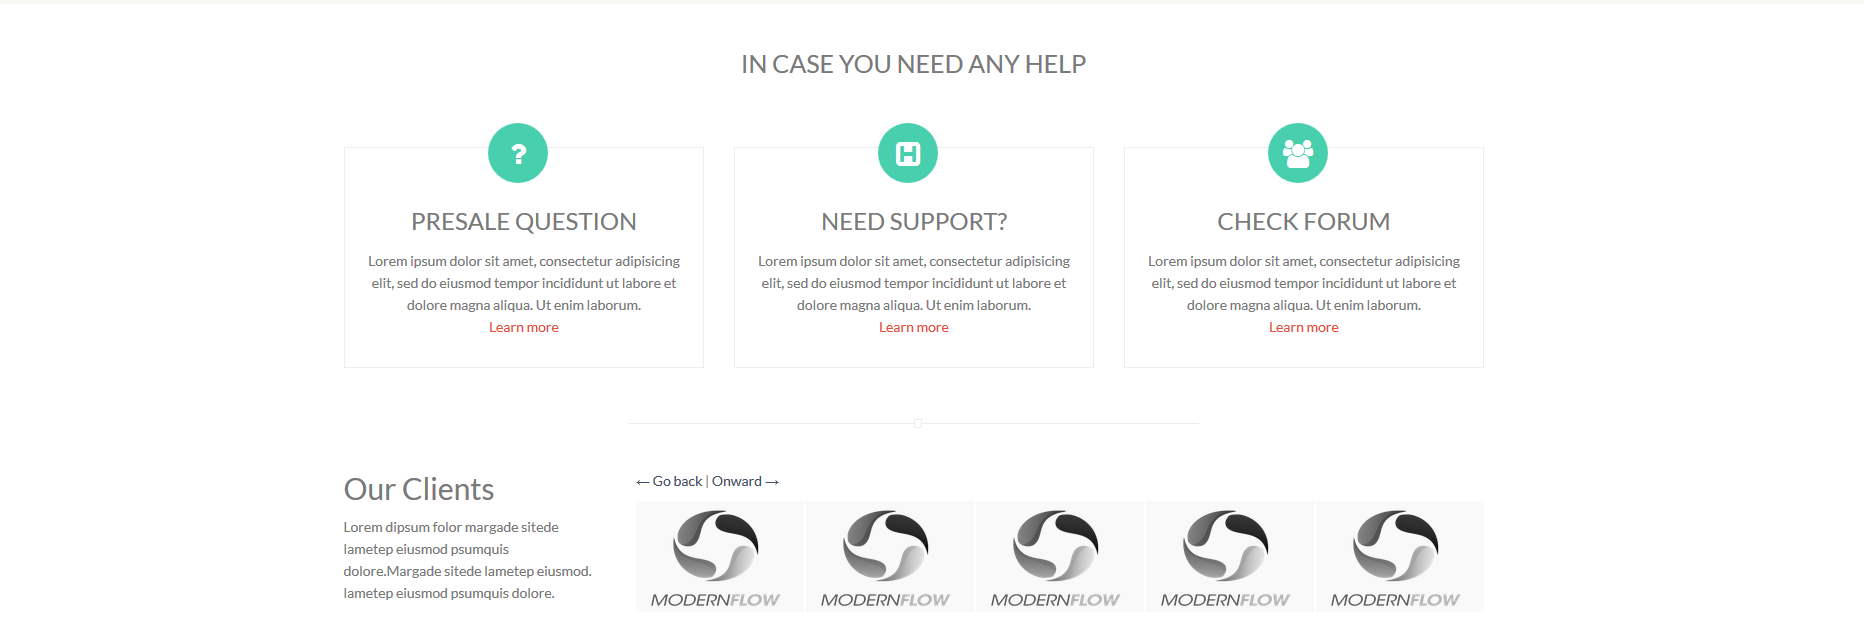 IN CASE YOU NEED ANY HELP
?
H
PRESALE QUESTION
Lorem ipsum dolor sit amet, consectetur adipisicing
elit, sed do eiusmod tempor incididunt ut labore et
dolore magna aliqua. Ut enim laborum.
Learn more
NEED SUPPORT?
Lorem ipsum dolor sit amet, consectetur adipisicing
elit, sed do eiusmod tempor incididunt ut labore et
dolore magna aliqua. Ut enim laborum.
Learn more
CHECK FORUM
Lorem ipsum dolor sit amet, consectetur adipisicing
elit, sed do eiusmod tempor incididunt ut labore et
dolore magna aliqua. Ut enim laborum.
Learn more
Our Clients
Lorem dipsum folor margade sitede
lametep eiusmod psumquis
dolore.Margade sitede lametep eiusmod.
lametep eiusmod psumquis dolore.
← Go back | Onward →
MODERNFLOW
MODERNFLOW
MODERNFLOW
MODERNFLOW
MODERNFLOW